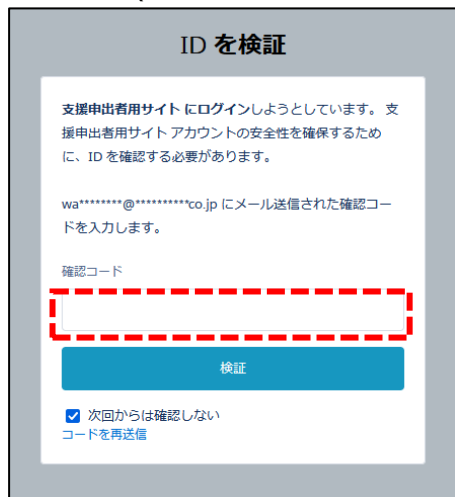 ID を検証
支援申出者用サイト にログインしようとしています。 支
援申出者用サイト アカウントの安全性を確保するため
に、ID を確認する必要があります。
wa********@**********co.jp にメール送信された確認コー
ドを入力します。
確認コード
検証
次回からは確認しない
コードを再送信